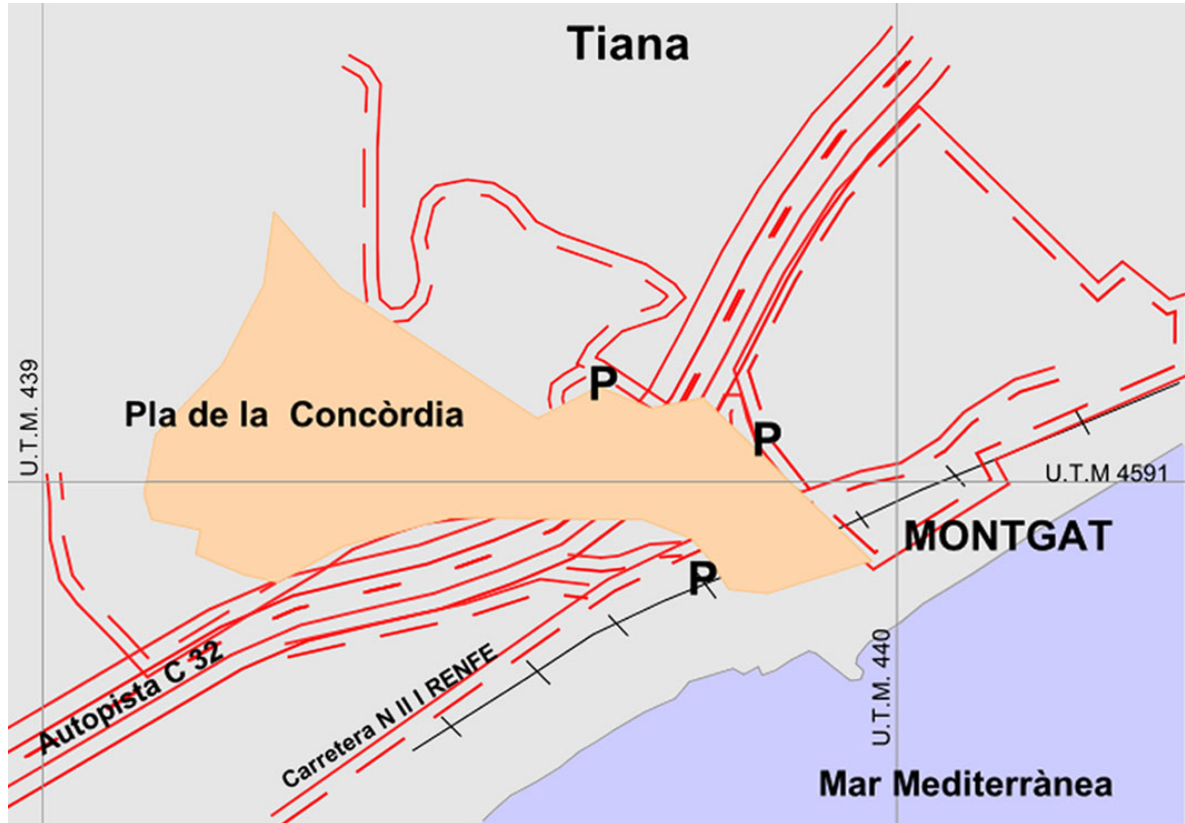 Tiana
U.T.M. 439
P
Pla de la Concòrdia
P
U.T.M 4591
MONTGAT
P
U.T.M. 440
Autopista C 32
Carretera N II I RENFE
Mar Mediterrànea